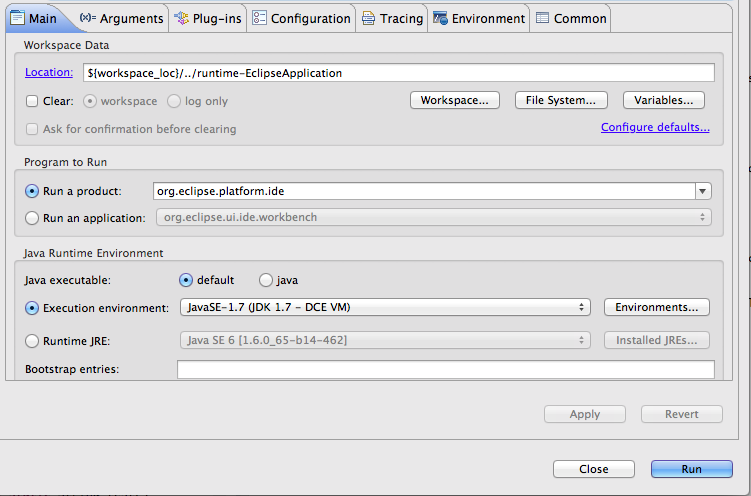 Main (x)= Arguments Plug-ins Configuration Tracing Environment Common
Workspace Data
Location: ${workspace_loc}/../runtime-EclipseApplication
Clear: workspace log only Workspace... File System... Variables...
Ask for confirmation before clearing
Configure defaults...
Program to Run
Run a product: org.eclipse.platform.ide
Run an application: org.eclipse.ui.ide.workbench
Java Runtime Environment
Java executable: default java
Execution environment: JavaSE-1.7 (JDK 1.7 - DCE VM) Environments...
Runtime JRE: Java SE 6 [1.6.0_65-b14-462] Installed JREs...
Bootstrap entries:
Apply Revert
Close Run